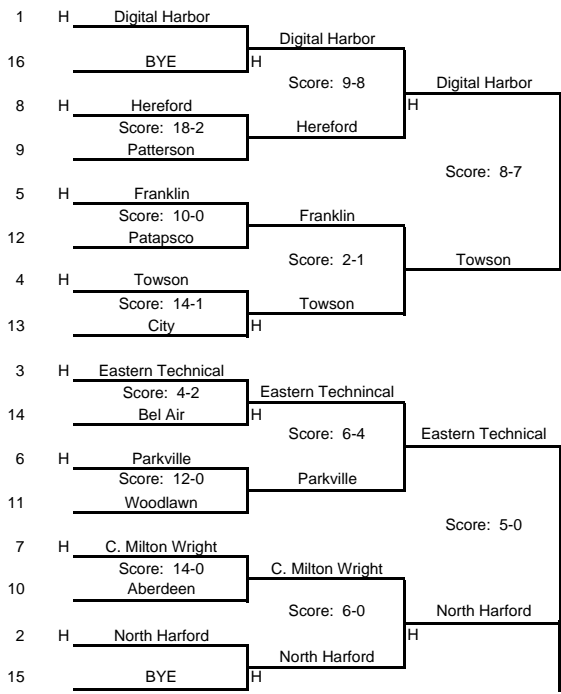 1 H Digital Harbor
Digital Harbor
16 BYE H
Score: 9-8 Digital Harbor
8 H Hereford H
Score: 18-2 Hereford
9 Patterson
Score: 8-7
5 H Franklin
Score: 10-0 Franklin
12 Patapsco
Score: 2-1 Towson
4 H Towson
Score: 14-1 Towson
13 City H
3 H Eastern Technical
Score: 4-2 Eastern Technincal
14 Bel Air H
Score: 6-4 Eastern Technical
6 H Parkville
Score: 12-0 Parkville
11 Woodlawn
Score: 5-0
7 H C. Milton Wright
Score: 14-0 C. Milton Wright
10 Aberdeen
Score: 6-0 North Harford
2 H North Harford H
North Harford
15 BYE H